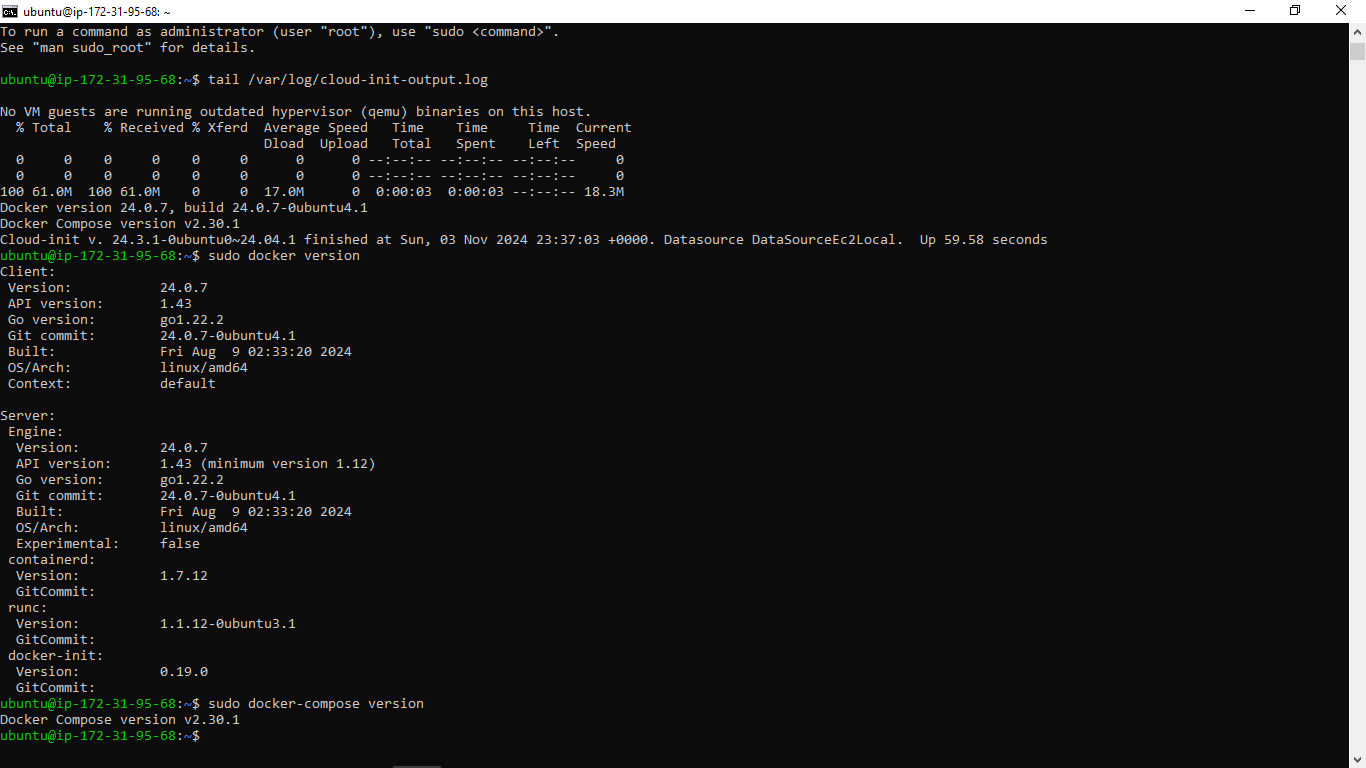 ubuntu@ip-172-31-95-68: ~
To run a command as administrator (user "root"), use "sudo <command>".
See "man sudo_root" for details.
ubuntu@ip-172-31-95-68:~$ tail /var/log/cloud-init-output.log
No VM guests are running outdated hypervisor (qemu) binaries on this host.
  % Total    % Received % Xferd  Average Speed   Time    Time     Time  Current
                                 Dload  Upload   Total   Spent    Left  Speed
  0     0    0     0    0     0      0      0 --:--:-- --:--:-- --:--:--     0
  0     0    0     0    0     0      0      0 --:--:-- --:--:-- --:--:--     0
100 61.0M  100 61.0M    0     0  17.0M      0  0:00:03  0:00:03 --:--:-- 18.3M
Docker version 24.0.7, build 24.0.7-0ubuntu4.1
Docker Compose version v2.30.1
Cloud-init v. 24.3.1-0ubuntu0~24.04.1 finished at Sun, 03 Nov 2024 23:37:03 +0000. Datasource DataSourceEc2Local.  Up 59.58 seconds
ubuntu@ip-172-31-95-68:~$ sudo docker version
Client:
 Version:           24.0.7
 API version:       1.43
 Go version:        go1.22.2
 Git commit:        24.0.7-0ubuntu4.1
 Built:             Fri Aug  9 02:33:20 2024
 OS/Arch:           linux/amd64
 Context:           default
Server:
 Engine:
  Version:          24.0.7
  API version:      1.43 (minimum version 1.12)
  Go version:       go1.22.2
  Git commit:       24.0.7-0ubuntu4.1
  Built:            Fri Aug  9 02:33:20 2024
  OS/Arch:          linux/amd64
  Experimental:     false
 containerd:
  Version:          1.7.12
  GitCommit:
 runc:
  Version:          1.1.12-0ubuntu3.1
  GitCommit:
 docker-init:
  Version:          0.19.0
  GitCommit:
ubuntu@ip-172-31-95-68:~$ sudo docker-compose version
Docker Compose version v2.30.1
ubuntu@ip-172-31-95-68:~$